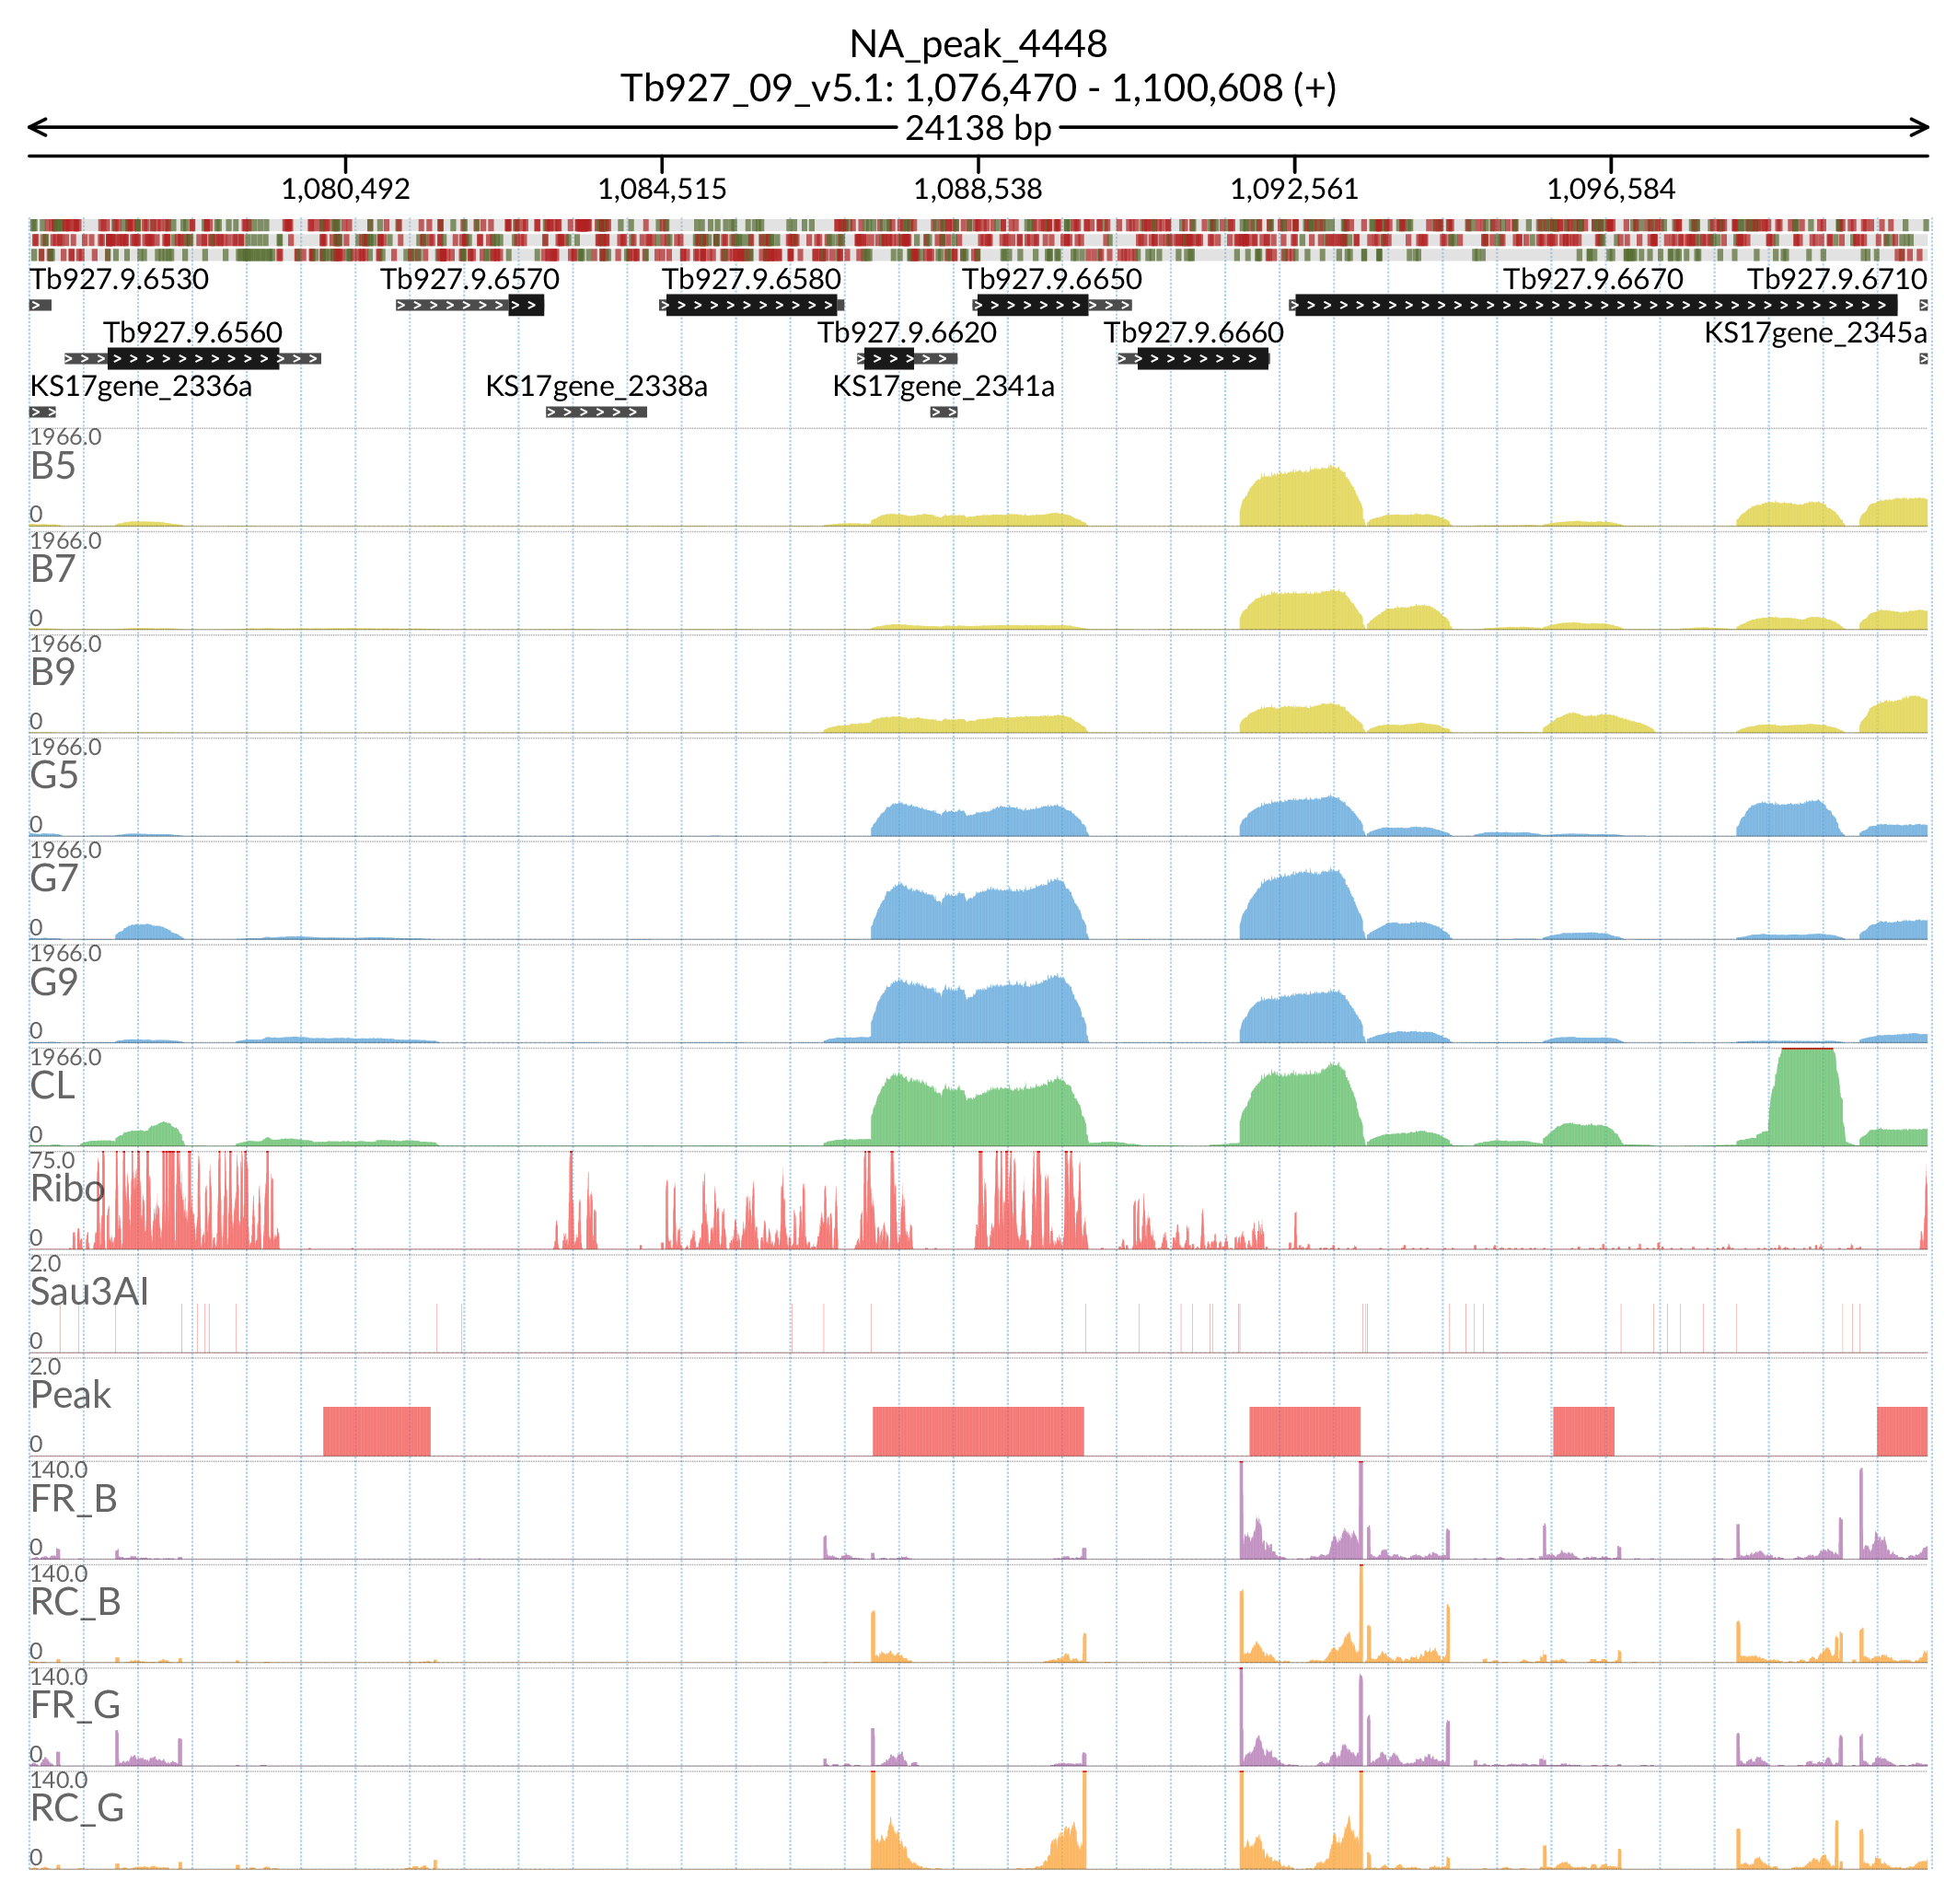 NA_peak_4448
Tb927_09_v5.1: 1,076,470 - 1,100,608 (+)
24138 bp
1,080,492 1,084,515 1,088,538 1,092,561 1,096,584
Tb927.9.6530 Tb927.9.6570 Tb927.9.6580 Tb927.9.6650 Tb927.9.6670 Tb927.9.6710
Tb927.9.6560 Tb927.9.6620 Tb927.9.6660 KS17gene_2345a
KS17gene_2336a KS17gene_2338a KS17gene_2341a
1966.0
B5
0
1966.0
B7
0
1966.0
B9
0
1966.0
G5
0
1966.0
G7
0
1966.0
G9
0
1966.0
CL
0
75.0
Ribo
0
2.0
Sau3AI
0
2.0
Peak
0
140.0
FR_B
0
140.0
RC_B
0
140.0
FR_G
0
140.0
RC_G
0